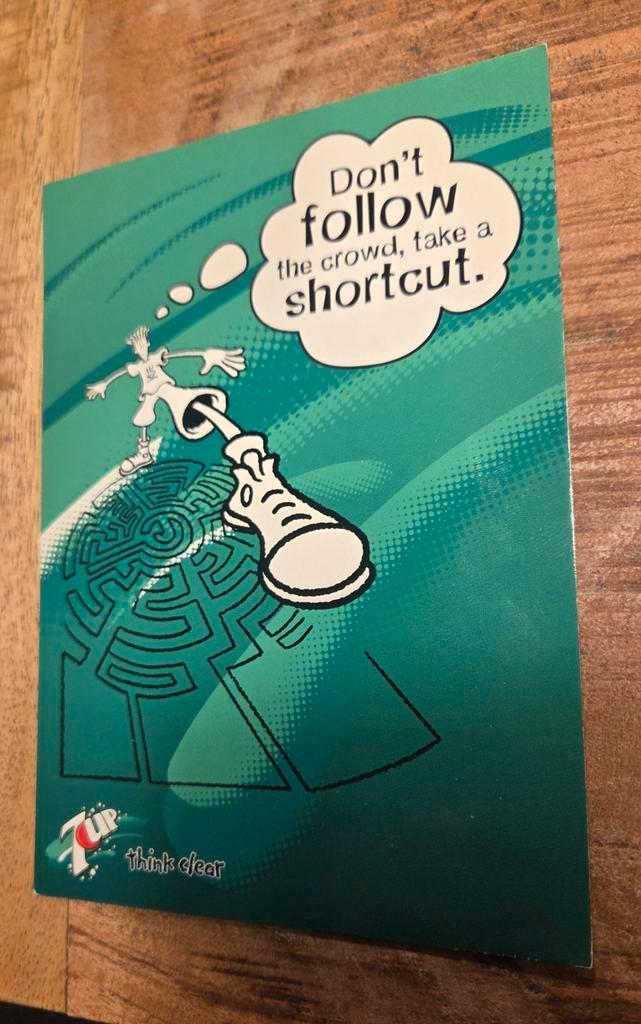 Don't
follow
the crowd, take a
shortcut.
7UP
think clear